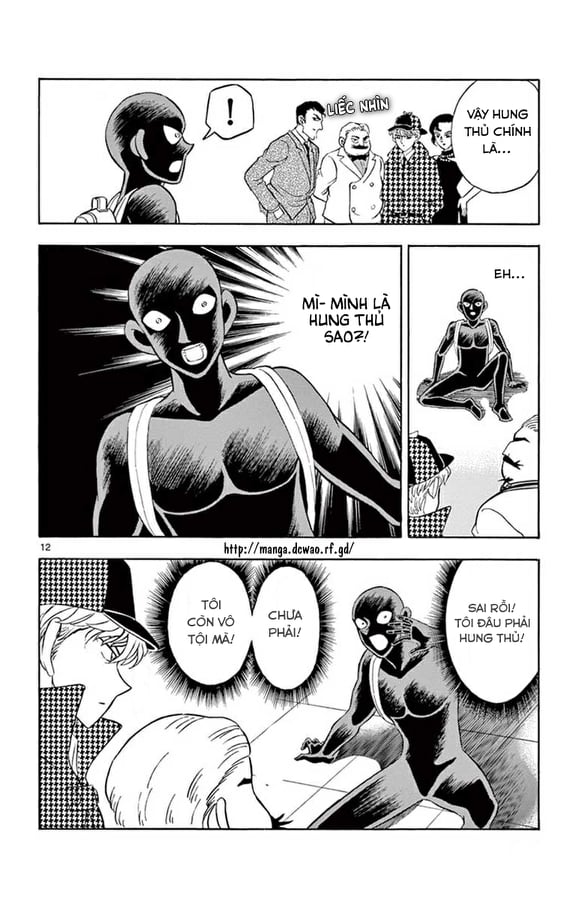 VẬY HUNG
THỦ CHÍNH
LÀ...
LIẾC NHÌN
!
EH...
MÌ- MÌNH LÀ
HUNG THỦ
SAO?!
12
http://manga.dcwao.rf.gd/
SAI RỒI!
TÔI ĐÂU PHẢI
HUNG THỦ!
CHƯA
PHẢI!
TÔI
CÒN VÔ
TỘI MÀ!